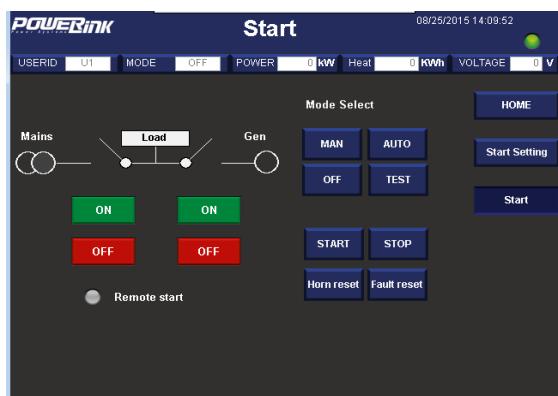 POWERLINK
Power Systems
Start
08/25/2015 14:09:52
USERID U1 MODE OFF POWER 0 kW Heat 0 KWh VOLTAGE 0 V
Mode Select
HOME
Mains
Load
Gen
MAN AUTO
Start Setting
OFF TEST
ON ON
Start
OFF OFF
START STOP
Remote start
Horn reset Fault reset